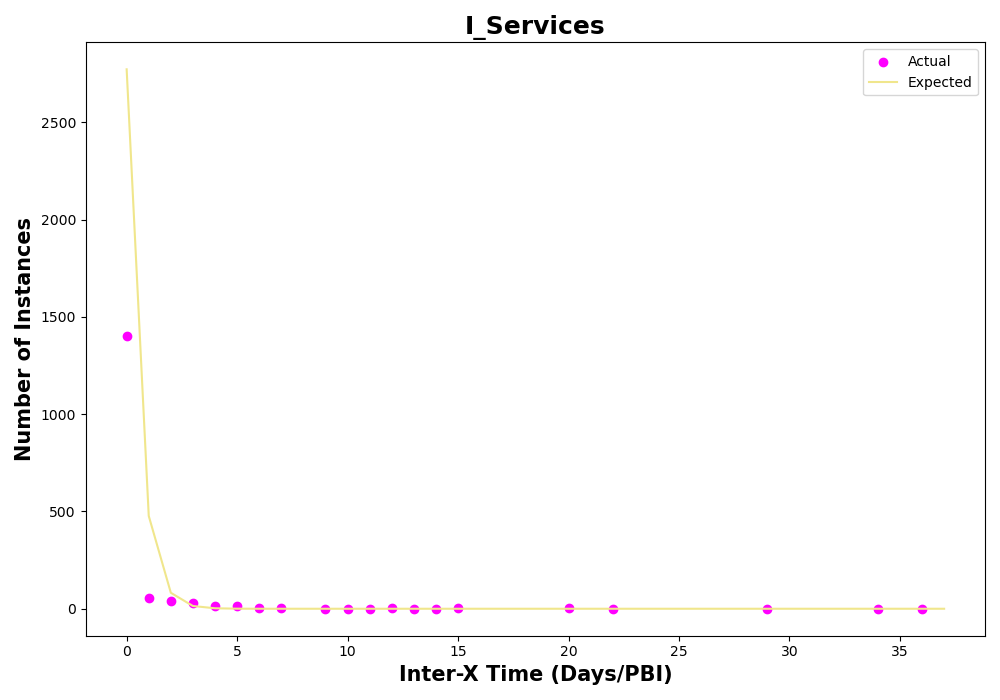 I_Services
Actual
Expected
Number of Instances
2500
2000
1500
1000
500
0
0 5 10 15 20 25 30 35
Inter-X Time (Days/PBI)